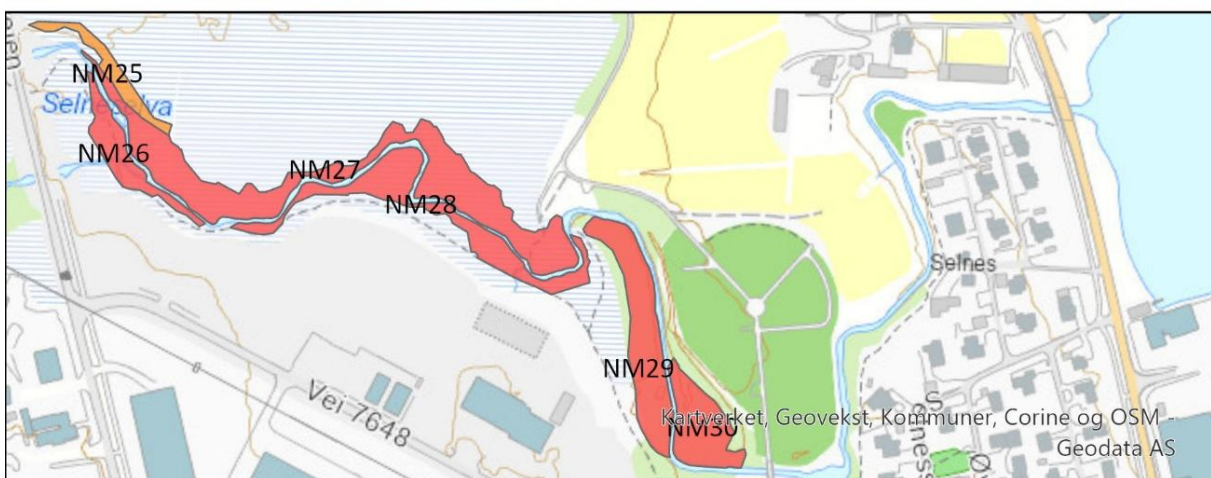 NM25
Selneselva
NM26
NM27
NM28
Selnes
NM29
Vei 7648
Kartverket, Geovekst, Kommuner, Corine og OSM -
NM30
Geodata AS